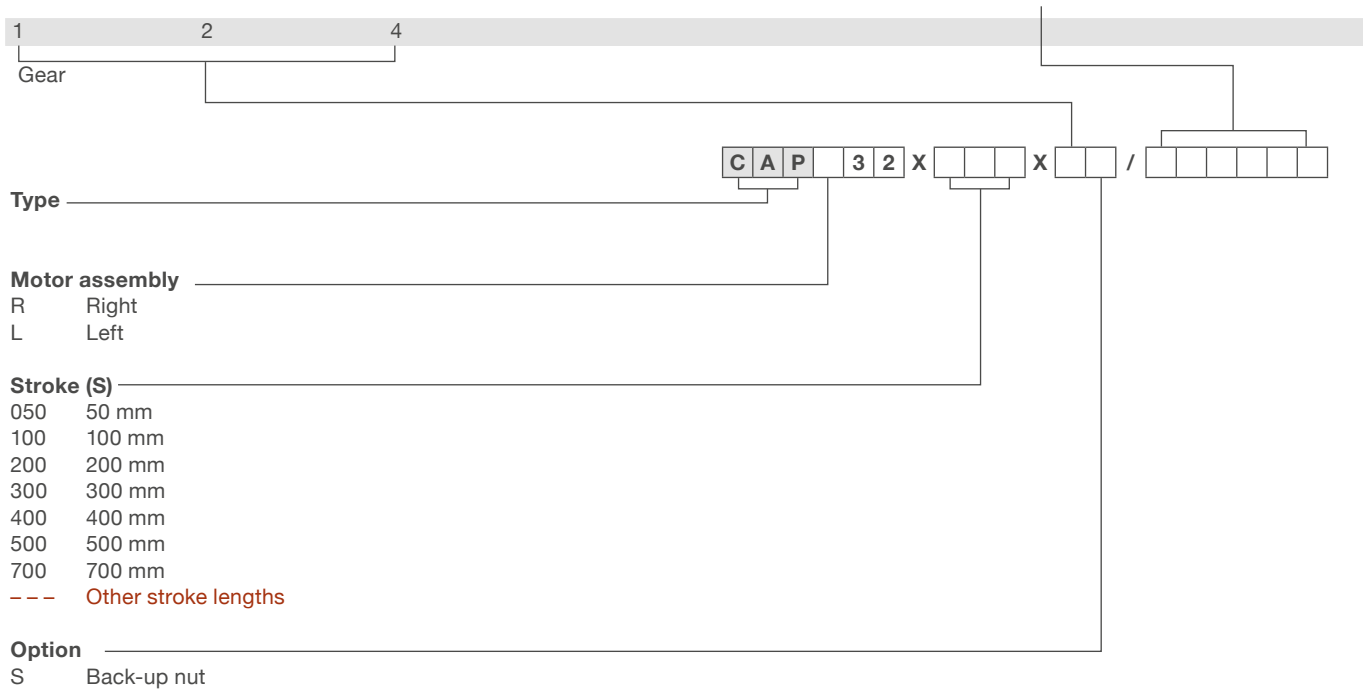 1 2 4
Gear
C A P 3 2 X X /
Type
Motor assembly
R Right
L Left
Stroke (S)
050 50 mm
100 100 mm
200 200 mm
300 300 mm
400 400 mm
500 500 mm
700 700 mm
– – – Other stroke lengths
Option
S Back-up nut